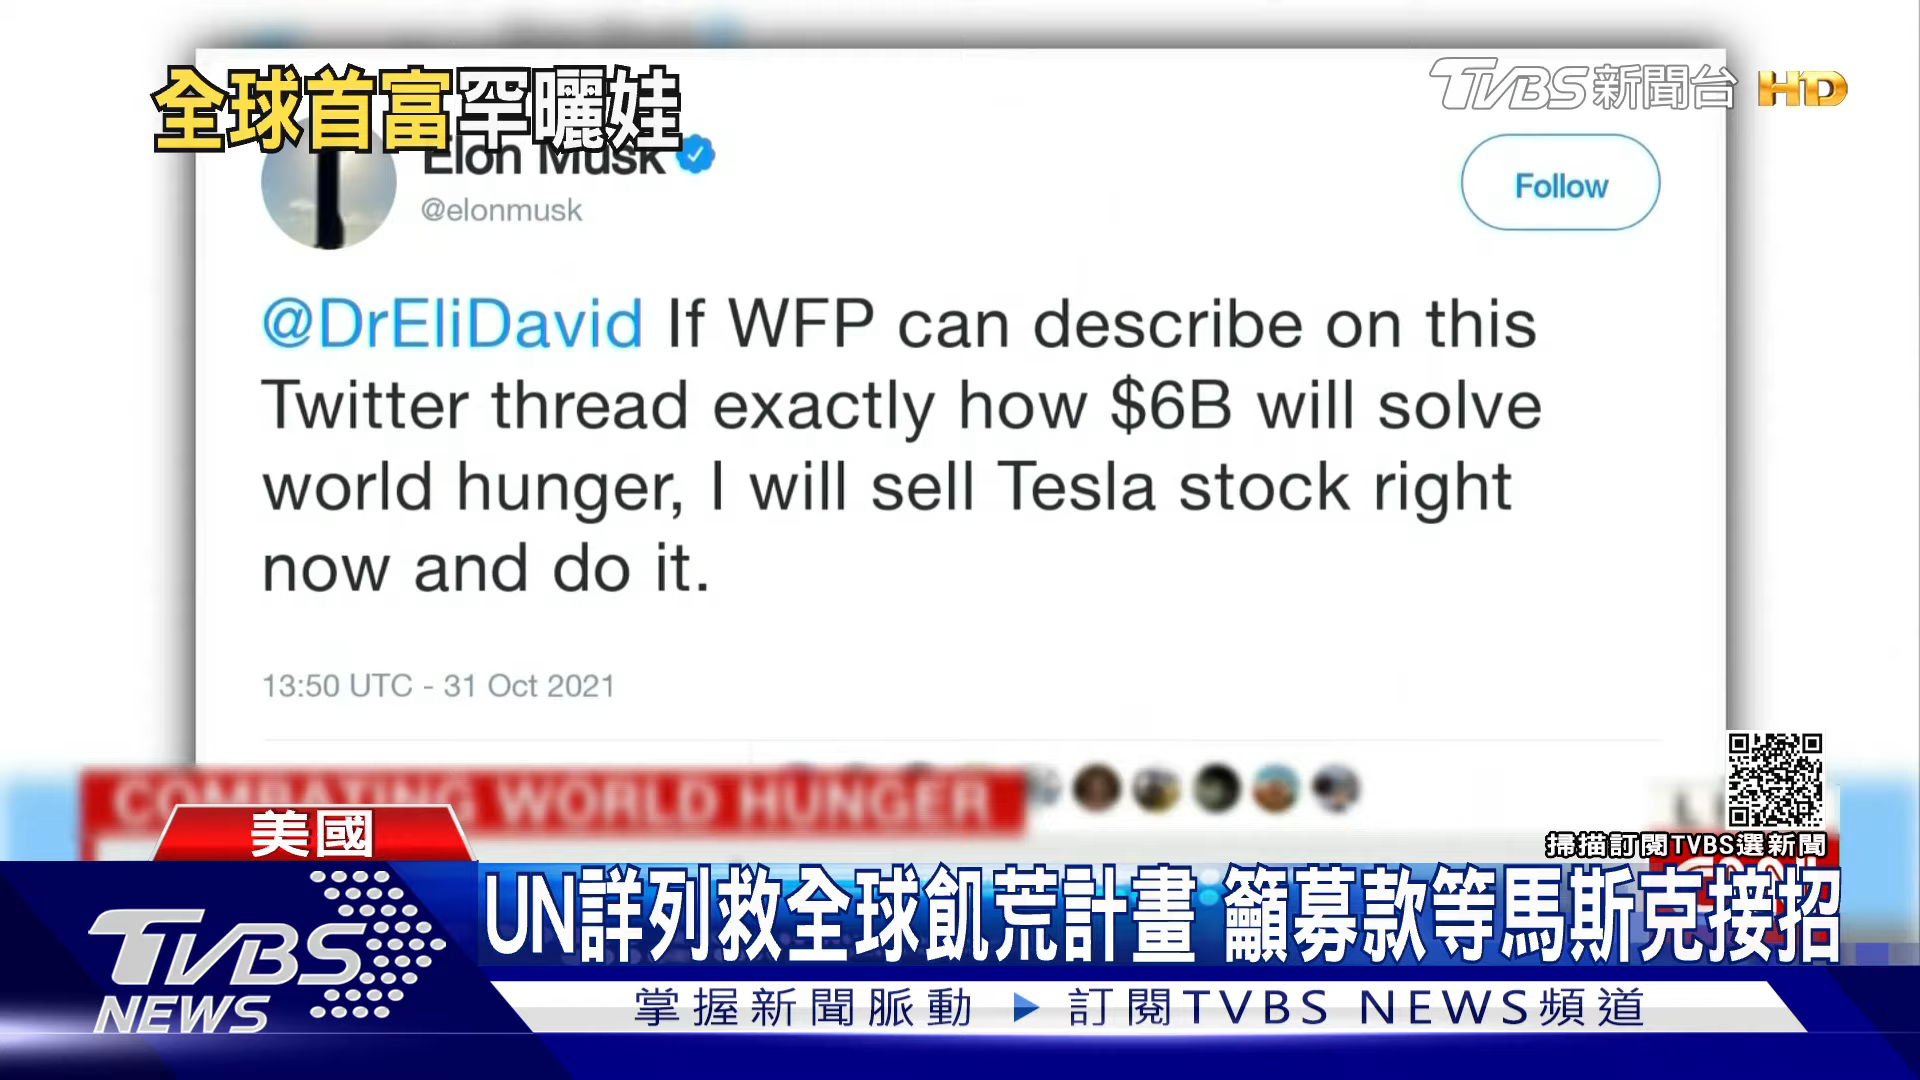 全球首富罕曬娃
TVBS新聞台 HD
Elon Musk
@elonmusk
Follow
@DrEliDavid If WFP can describe on this
Twitter thread exactly how $6B will solve
world hunger, I will sell Tesla stock right
now and do it.
13:50 UTC - 31 Oct 2021
COMBATING WORLD HUNGER
美國
掃描訂閱TVBS選新聞
UN詳列救全球飢荒計畫 籲募款等馬斯克接招
TVBS
NEWS
掌握新聞脈動 ▶ 訂閱TVBS NEWS頻道